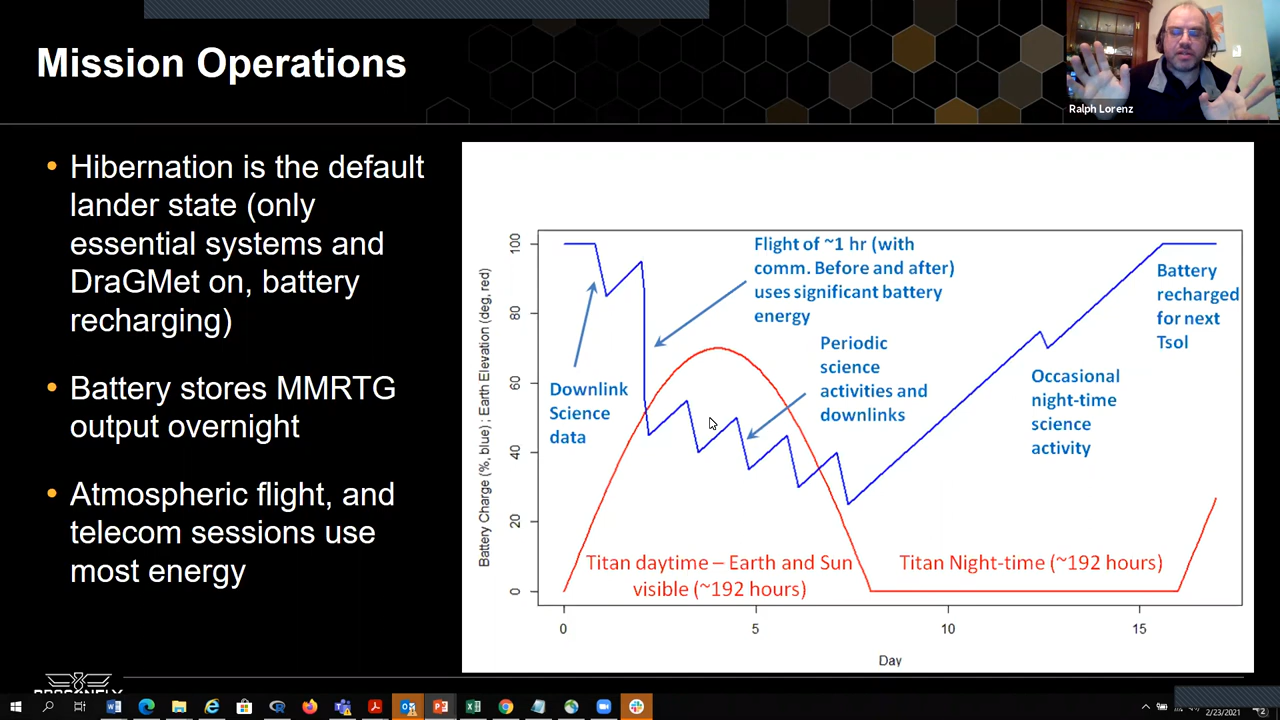 Mission Operations
Ralph Lorenz
• Hibernation is the default
lander state (only
essential systems and
DraGMet on, battery
recharging)
• Battery stores MMRTG
output overnight
• Atmospheric flight, and
telecom sessions use
most energy
Battery Charge (%, blue) ; Earth Elevation (deg, red)
100
80
60
40
20
0
Flight of ~1 hr (with
comm. Before and after)
uses significant battery
energy
Downlink
Science
data
Periodic
science
activities and
downlinks
Occasional
night-time
science
activity
Battery
recharged
for next
Tsol
Titan daytime – Earth and Sun
visible (~192 hours)
Titan Night-time (~192 hours)
0
5
10
15
Day
DRAGONFLY
2/23/2021